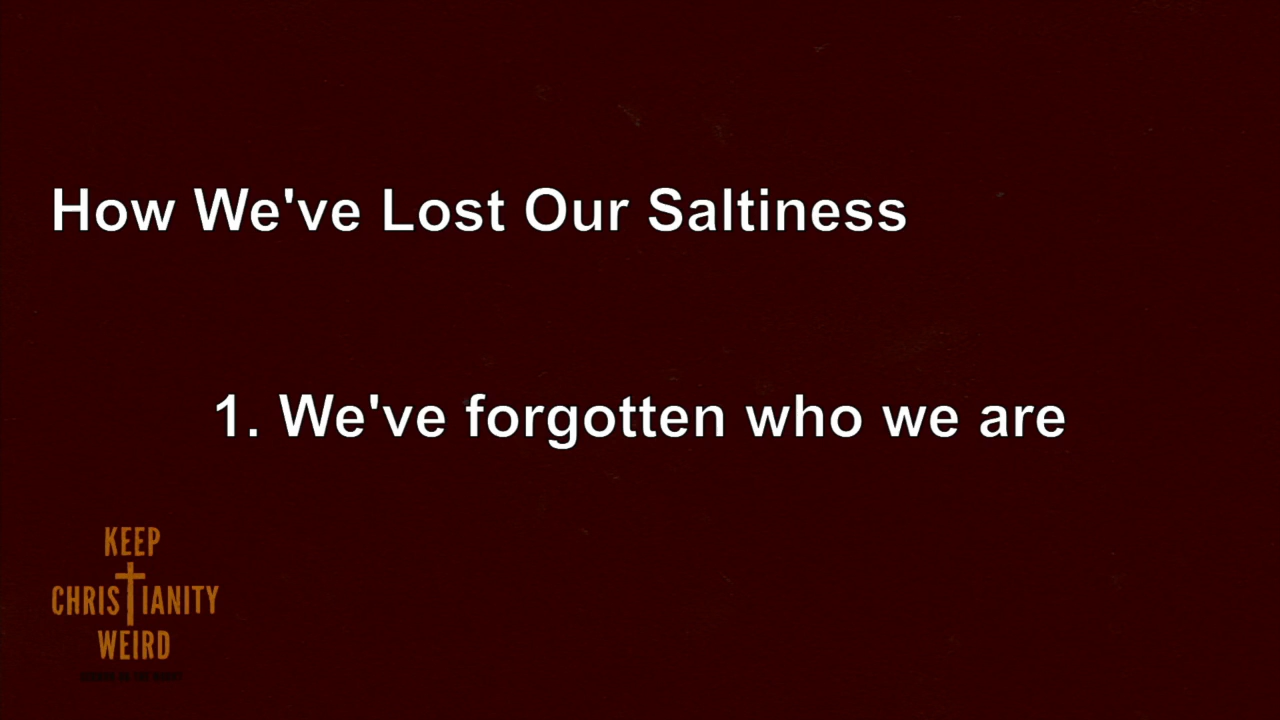 How We've Lost Our Saltiness
1. We've forgotten who we are
KEEP
CHRISTIANITY
WEIRD